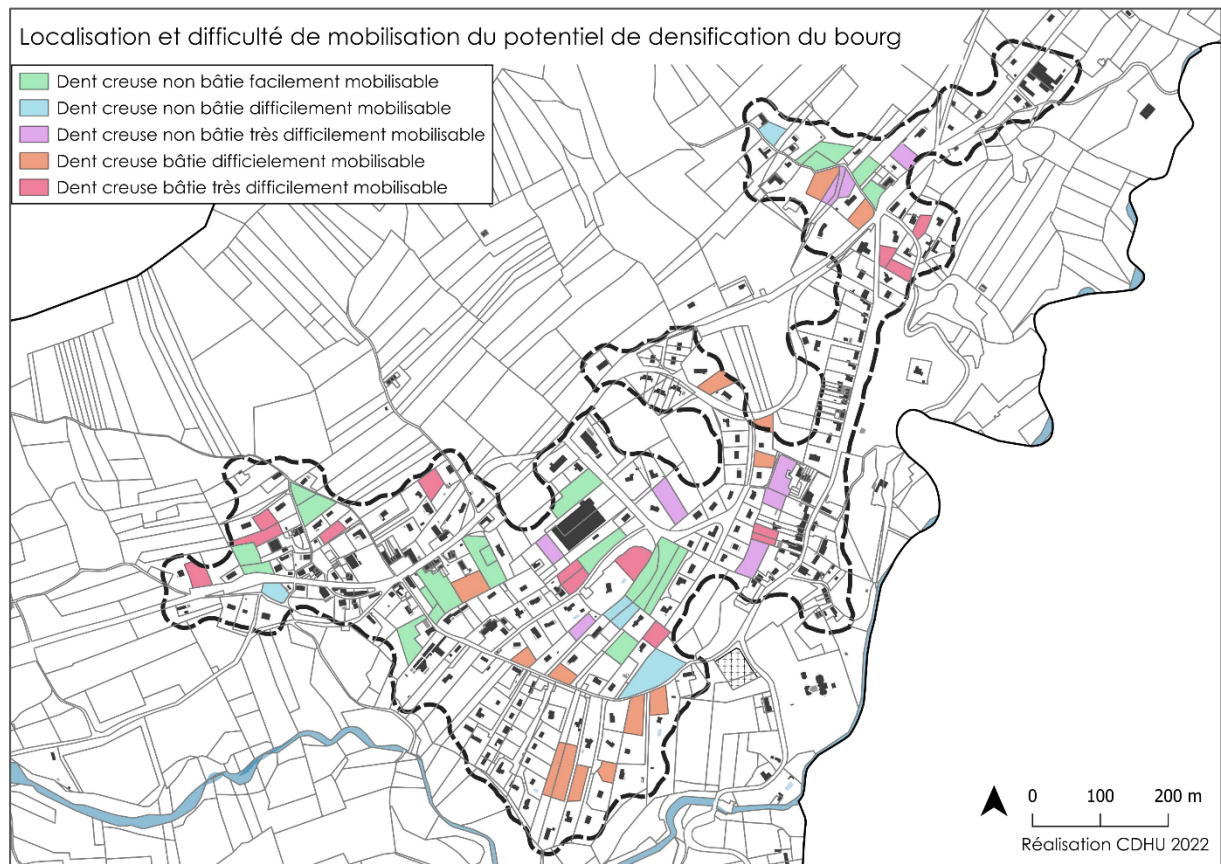 Localisation et difficulté de mobilisation du potentiel de densification du bourg
Dent creuse non bâtie facilement mobilisable
Dent creuse non bâtie difficilement mobilisable
Dent creuse non bâtie très difficilement mobilisable
Dent creuse bâtie difficielement mobilisable
Dent creuse bâtie très difficilement mobilisable
0 100 200 m
Réalisation CDHU 2022